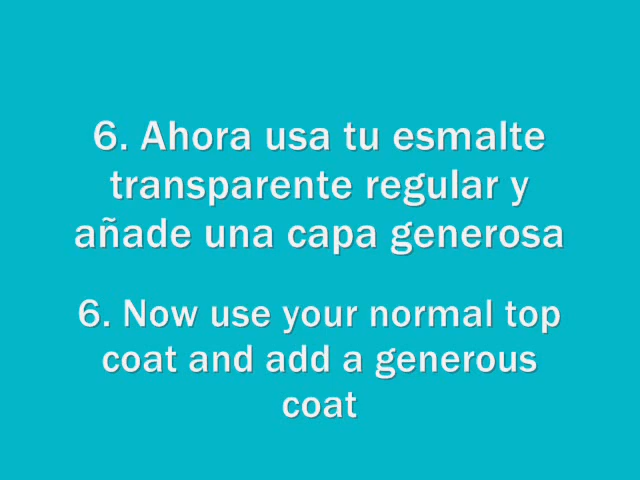 6. Ahora usa tu esmalte
transparente regular y
añade una capa generosa
6. Now use your normal top
coat and add a generous
coat